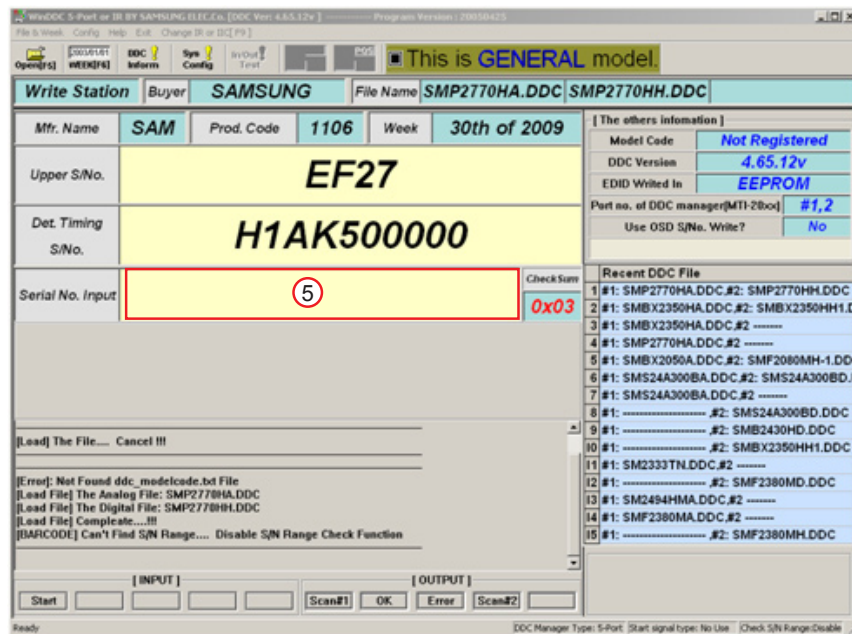 WinDDC 5-Port or IR BY SAMSUNG ELEC.Co. [DDC Ver: 4.65.12v ] ---------- Program Version : 20050425
File & Week Config Help Exit Change IR or DC[F9 ]
Open[F5] 2003/01/01 WEEK[F6] DDC Inform Sys Config In/Out Test POS This is GENERAL model.
Write Station Buyer SAMSUNG File Name SMP2770HA.DDC SMP2770HH.DDC
Mfr. Name SAM Prod. Code 1106 Week 30th of 2009
Upper S/No. EF27
Det. Timing S/No. H1AK500000
Serial No. Input 5 CheckSum 0x03
[ The others infomation ]
Model Code Not Registered
DDC Version 4.65.12v
EDID Writed In EEPROM
Port no. of DDC manager[MTI-20xx] #1,2
Use OSD S/No. Write? No
Recent DDC File
1 #1: SMP2770HA.DDC,#2: SMP2770HH.DDC
2 #1: SMBX2350HA.DDC,#2: SMBX2350HH1.D
3 #1: SMBX2350HA.DDC,#2 -------
4 #1: SMP2770HA.DDC,#2 -------
5 #1: SMBX2050A.DDC,#2: SMF2080MH-1.DD
6 #1: SMS24A300BA.DDC,#2: SMS24A300BD.
7 #1: SMS24A300BA.DDC,#2 -------
8 #1: -------------------- ,#2: SMS24A300BD.DDC
9 #1: -------------------- ,#2: SMB2430HD.DDC
10 #1: -------------------- ,#2: SMBX2350HH1.DDC
11 #1: SM2333TN.DDC,#2 -------
12 #1: -------------------- ,#2: SMF2380MD.DDC
13 #1: SM2494HMA.DDC,#2 -------
14 #1: SMF2380MA.DDC,#2 -------
15 #1: -------------------- ,#2: SMF2380MH.DDC
[Load] The File.... Cancel !!!
[Error]: Not Found ddc_modelcode.txt File
[Load File] The Analog File: SMP2770HA.DDC
[Load File] The Digital File: SMP2770HH.DDC
[Load File] Compleate....!!!
[BARCODE] Can't Find S/N Range.... Disable S/N Range Check Function
[ INPUT ] [ OUTPUT ]
Start Scan#1 OK Error Scan#2
Ready DDC Manager Type: 5-Port Start signal type: No Use Check S/N Range:Disable